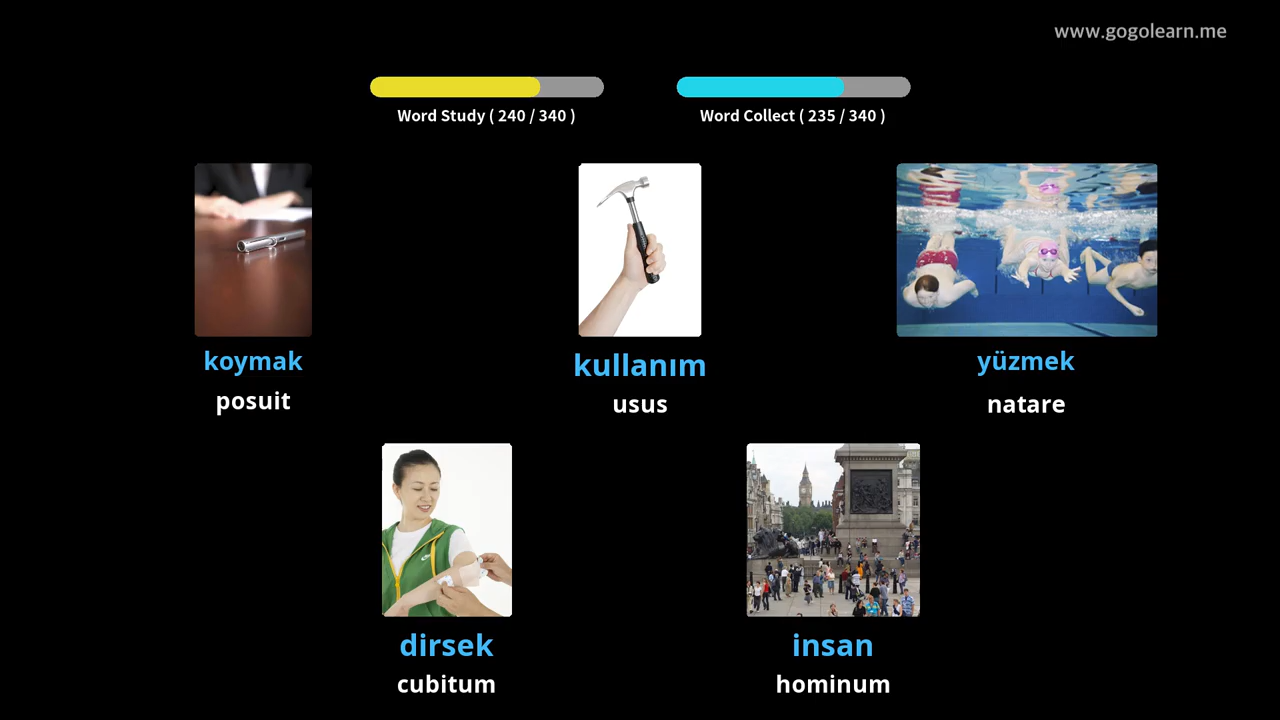 www.gogolearn.me
Word Study ( 240 / 340 )
Word Collect ( 235 / 340 )
koymak
posuit
kullanım
usus
yüzmek
natare
dirsek
cubitum
insan
hominum